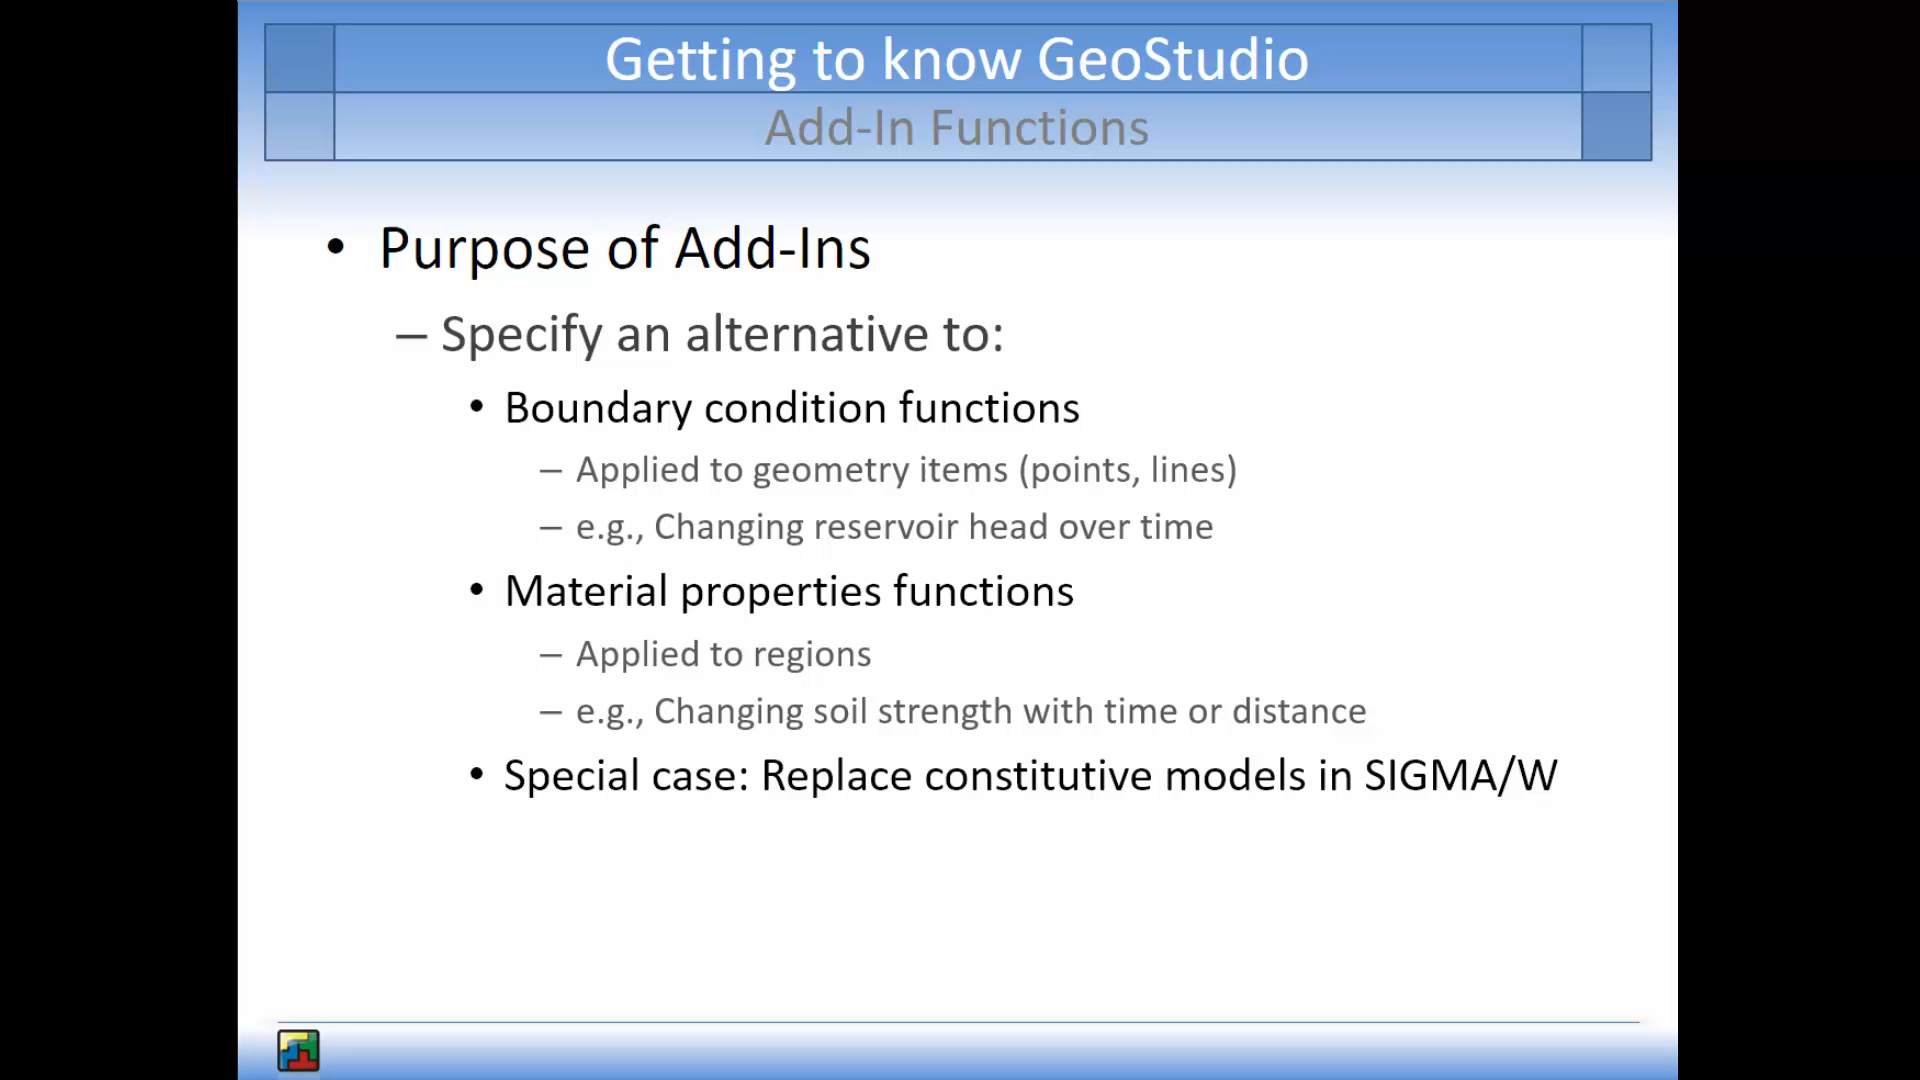 Getting to know GeoStudio
Add-In Functions
• Purpose of Add-Ins
– Specify an alternative to:
• Boundary condition functions
– Applied to geometry items (points, lines)
– e.g., Changing reservoir head over time
• Material properties functions
– Applied to regions
– e.g., Changing soil strength with time or distance
• Special case: Replace constitutive models in SIGMA/W